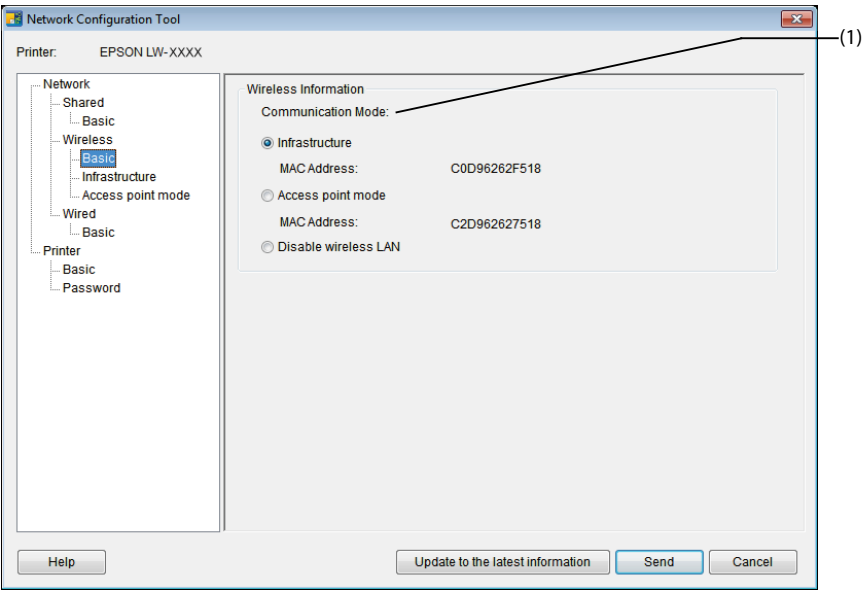 Network Configuration Tool
(1)
Printer: EPSON LW-XXXX
Network
Shared
Basic
Wireless
Basic
Infrastructure
Access point mode
Wired
Basic
Printer
Basic
Password
Wireless Information
Communication Mode:
Infrastructure
MAC Address: C0D96262F518
Access point mode
MAC Address: C2D962627518
Disable wireless LAN
Help
Update to the latest information
Send
Cancel